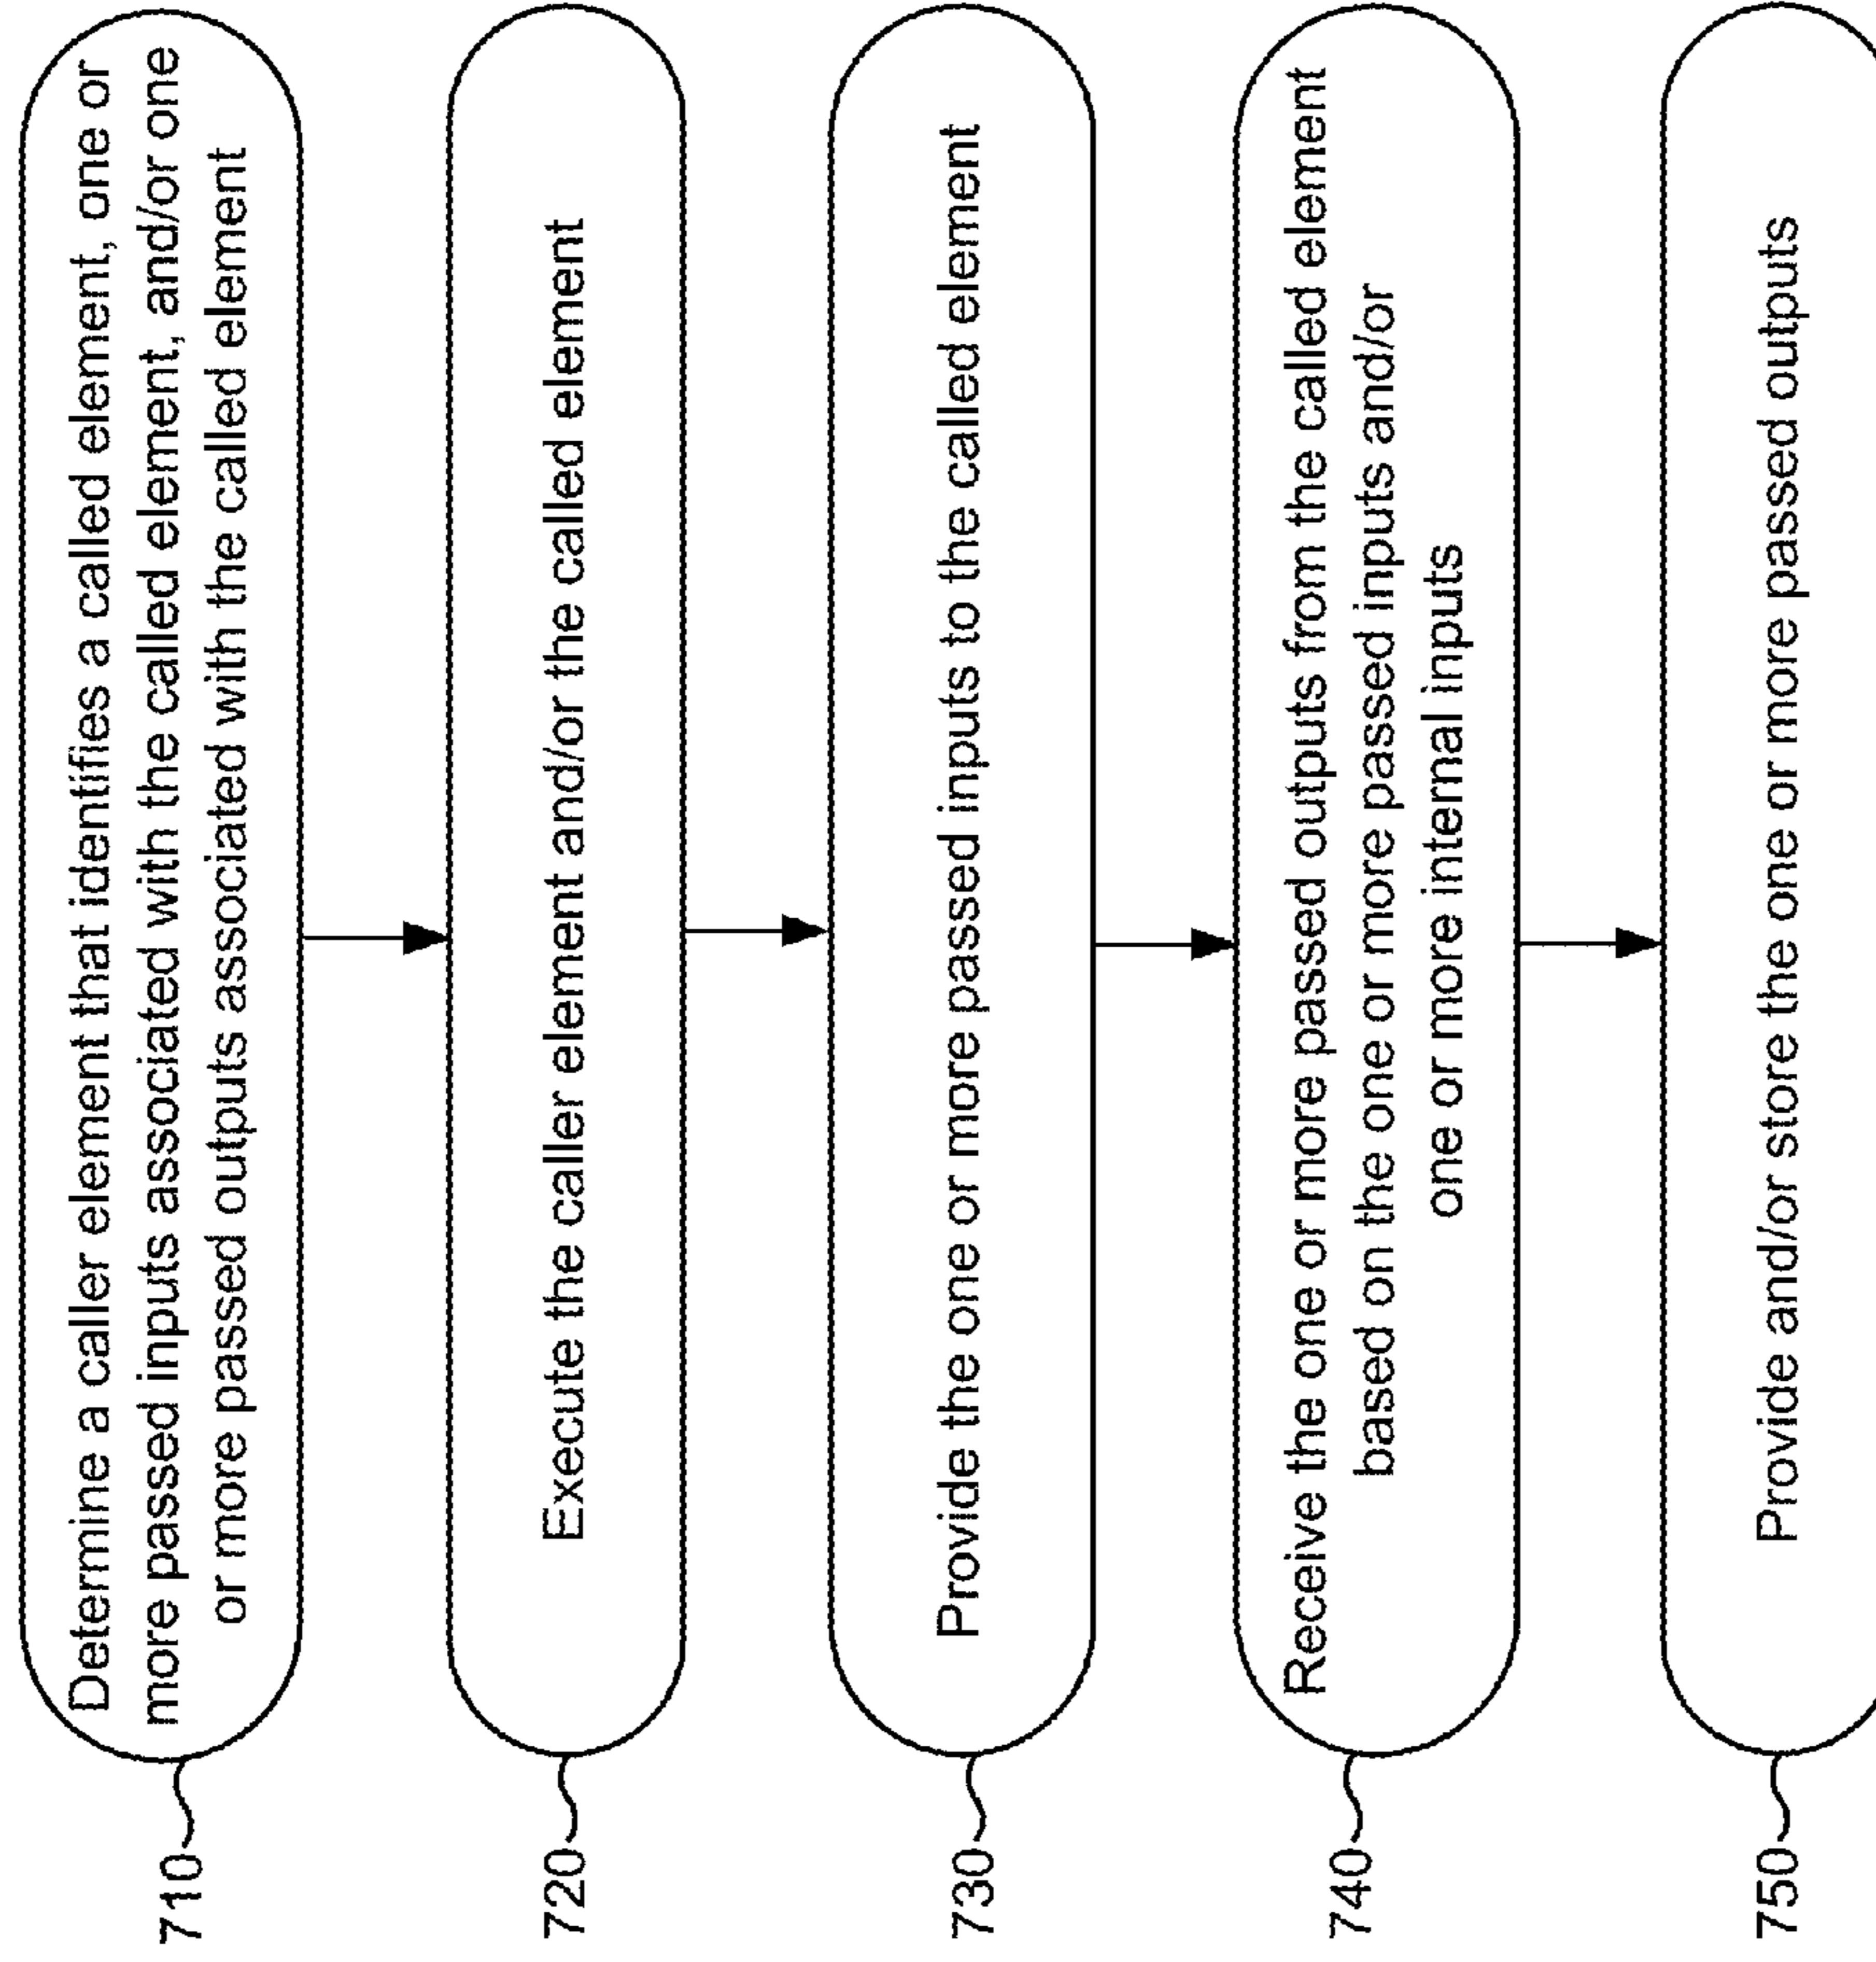 710
Determine a caller element that identifies a called element, one or
more passed inputs associated with the called element, and/or one
or more passed outputs associated with the called element
720
Execute the caller element and/or the called element
730
Provide the one or more passed inputs to the called element
740
Receive the one or more passed outputs from the called element
based on the one or more passed inputs and/or
one or more internal inputs
750
Provide and/or store the one or more passed outputs